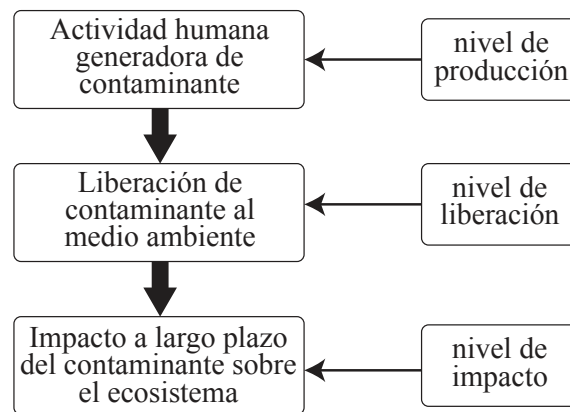 Actividad humana
generadora de
contaminante
nivel de
producción
Liberación de
contaminante al
medio ambiente
nivel de
liberación
Impacto a largo plazo
del contaminante sobre
el ecosistema
nivel de
impacto